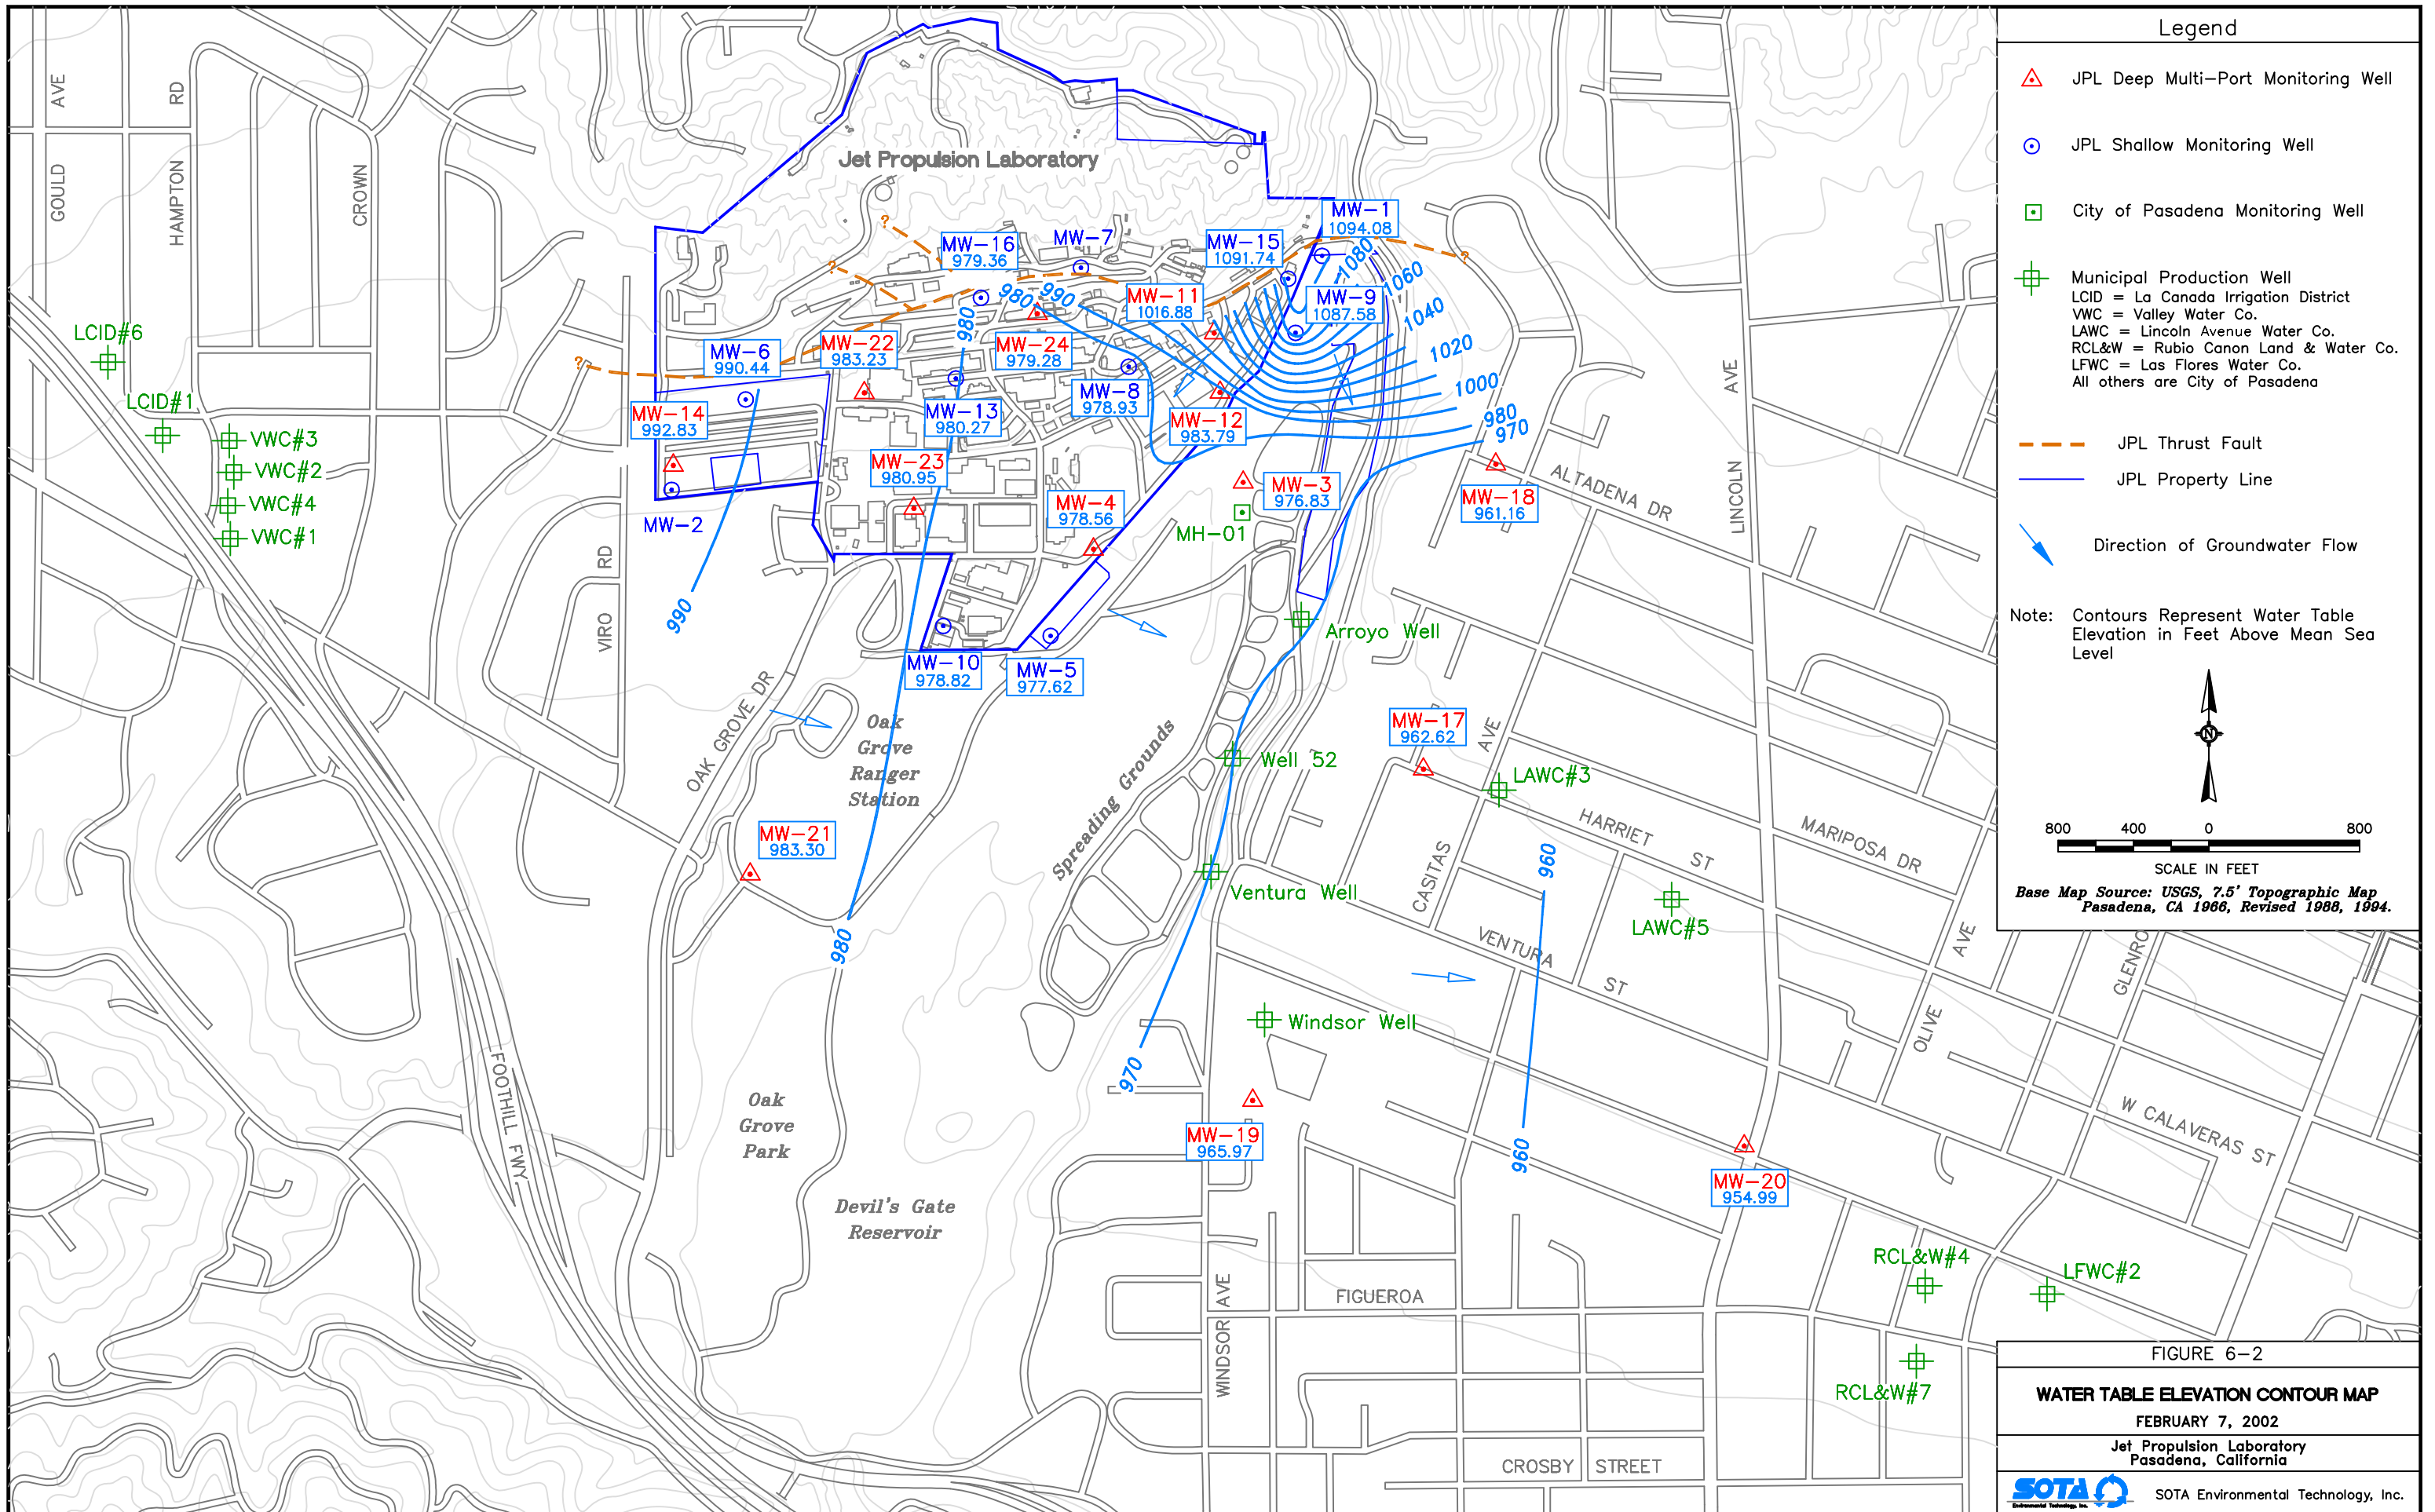 Legend
JPL Deep Multi-Port Monitoring Well
JPL Shallow Monitoring Well
City of Pasadena Monitoring Well
Municipal Production Well
LCID = La Canada Irrigation District
VWC = Valley Water Co.
LAWC = Lincoln Avenue Water Co.
RCL&W = Rubio Canon Land & Water Co.
LFWC = Las Flores Water Co.
All others are City of Pasadena
JPL Thrust Fault
JPL Property Line
Direction of Groundwater Flow
Note: Contours Represent Water Table
Elevation in Feet Above Mean Sea
Level
N
800 400 0 800
SCALE IN FEET
Base Map Source: USGS, 7.5' Topographic Map
Pasadena, CA 1966, Revised 1988, 1994.
GOULD AVE
HAMPTON RD
CROWN
Jet Propulsion Laboratory
MW-1
1094.08
MW-16
979.36
MW-7
MW-15
1091.74
?
?
?
?
MW-11
1016.88
MW-9
1087.58
1080
1060
1040
1020
1000
980
970
980
990
980
LCID#6
MW-6
990.44
MW-22
983.23
MW-24
979.28
MW-8
978.93
LCID#1
MW-14
992.83
MW-13
980.27
MW-12
983.79
VWC#3
VWC#2
VWC#4
VWC#1
MW-23
980.95
MW-4
978.56
MW-3
976.83
MW-18
961.16
ALTADENA DR
LINCOLN AVE
MW-2
MH-01
VIRO RD
990
Arroyo Well
MW-10
978.82
MW-5
977.62
OAK GROVE DR
Oak
Grove
Ranger
Station
Spreading Grounds
Well 52
MW-17
962.62
CASITAS AVE
LAWC#3
HARRIET ST
MARIPOSA DR
MW-21
983.30
980
Ventura Well
960
LAWC#5
VENTURA ST
OLIVE AVE
GLENRO
Windsor Well
970
FOOTHILL FWY
Oak
Grove
Park
MW-19
965.97
960
MW-20
954.99
W CALAVERAS ST
Devil's Gate
Reservoir
RCL&W#4
LFWC#2
WINDSOR AVE
FIGUEROA
RCL&W#7
CROSBY STREET
FIGURE 6-2
WATER TABLE ELEVATION CONTOUR MAP
FEBRUARY 7, 2002
Jet Propulsion Laboratory
Pasadena, California
SOTA
Environmental Technology, Inc.
SOTA Environmental Technology, Inc.